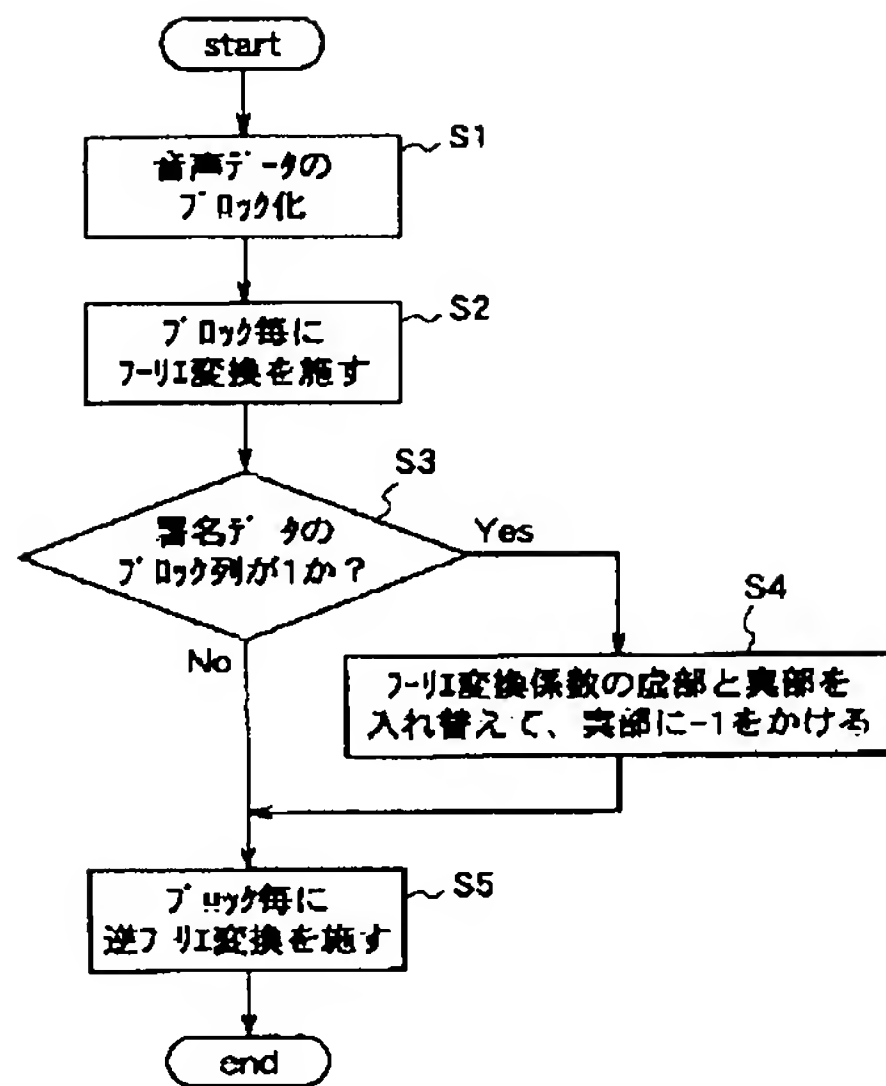 start
S1
音声データの
ブロック化
S2
ブロック毎に
フーリエ変換を施す
S3
署名データの
ブロック列が1か？
Yes
No
S4
フーリエ変換係数の虚部と実部を
入れ替えて、実部に-1をかける
S5
ブロック毎に
逆フーリエ変換を施す
end